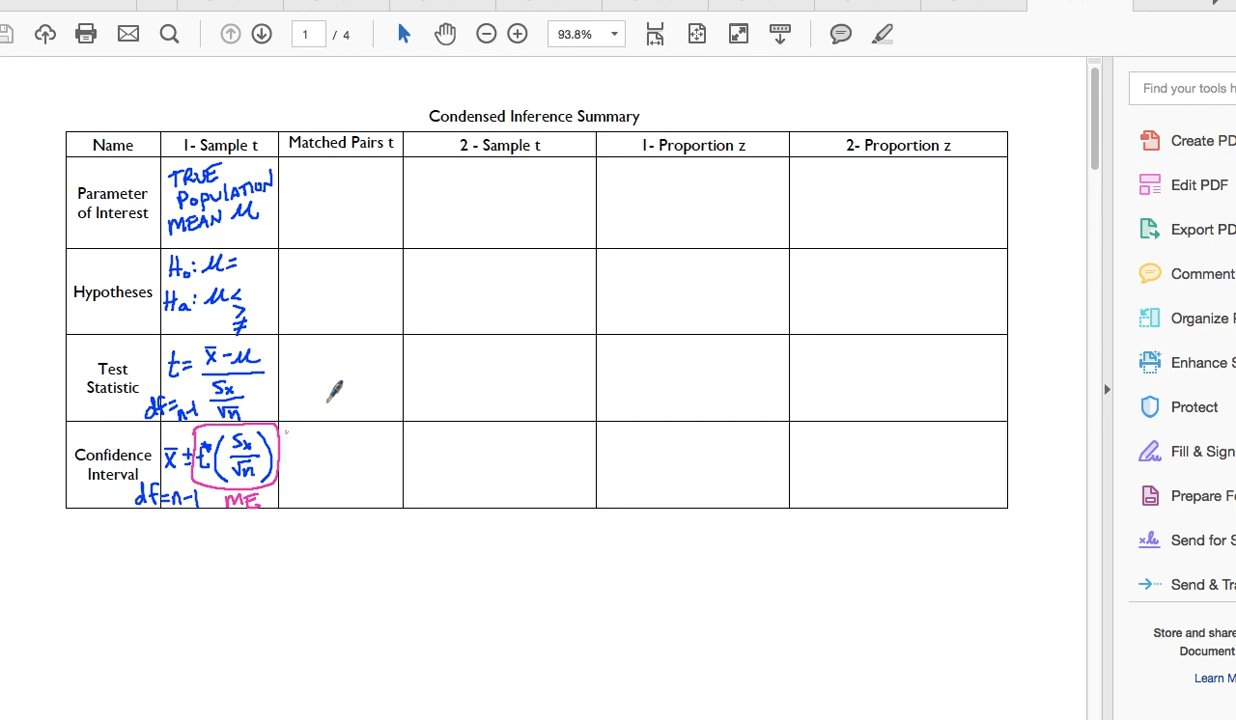 1 / 4
93.8%
Find your tools h
Condensed Inference Summary
Name
1- Sample t
Matched Pairs t
2 - Sample t
1- Proportion z
2- Proportion z
Parameter
of Interest
TRUE
POPULATION
MEAN μ
Hypotheses
H₀: μ=
Ha: μ<
>
≠
Test
Statistic
t= x̄-μ
Sx
√n
df=n-1
Confidence
Interval
x̄ ± t* (Sx/√n)
df=n-1
ME
Create PD
Edit PDF
Export PD
Comment
Organize P
Enhance S
Protect
Fill & Sign
Prepare Fo
Send for S
Send & Tra
Store and share
Document
Learn M